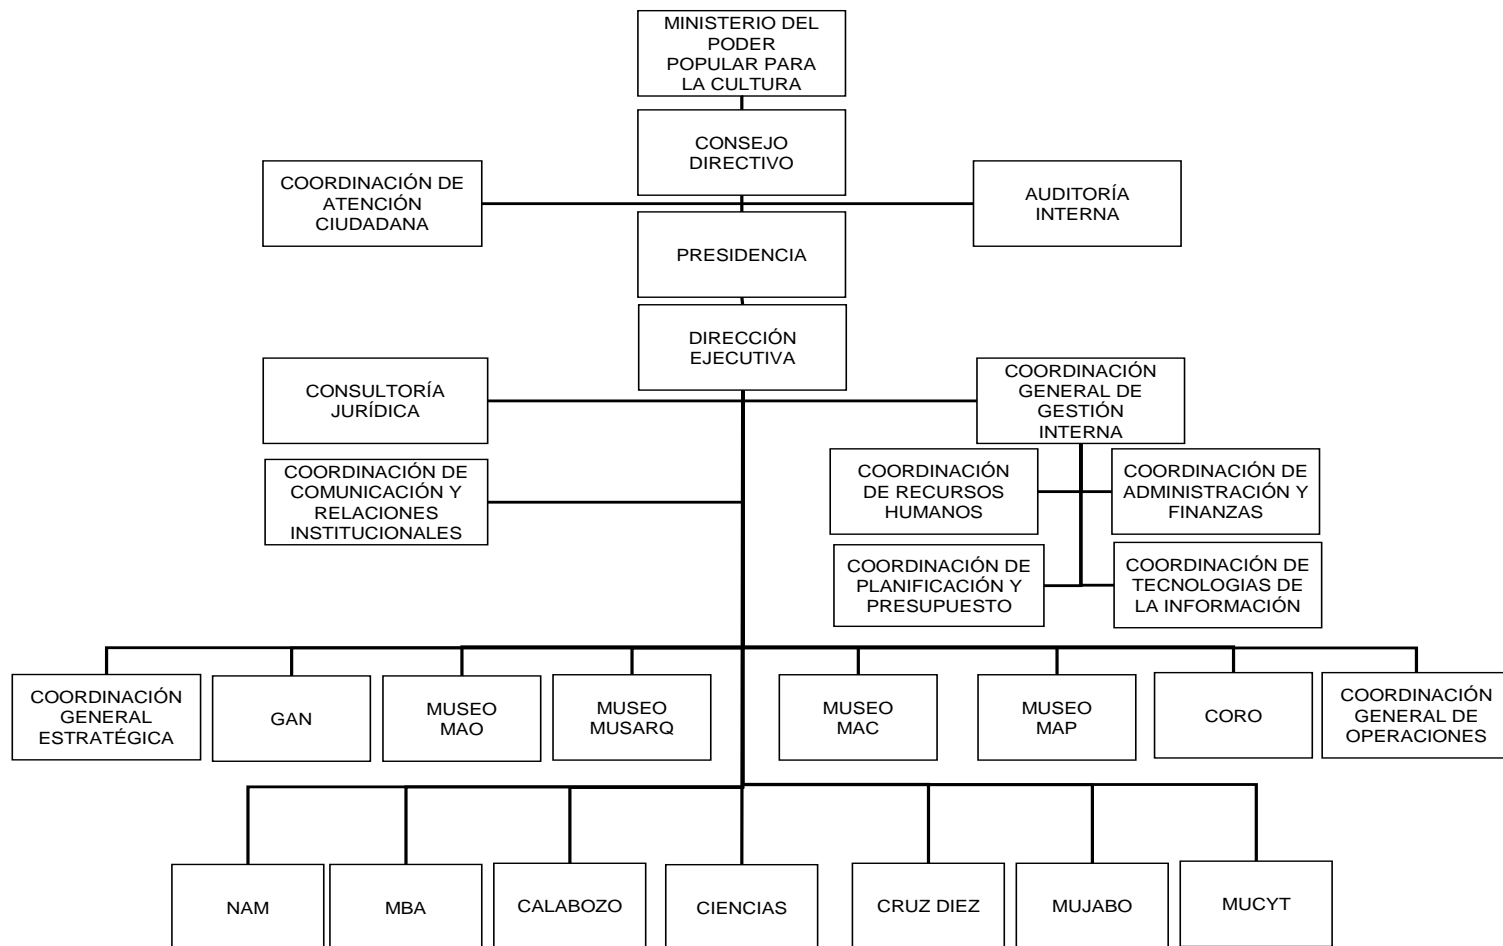 MINISTERIO DEL
PODER
POPULAR PARA
LA CULTURA
CONSEJO
DIRECTIVO
COORDINACIÓN DE
ATENCIÓN
CIUDADANA
AUDITORÍA
INTERNA
PRESIDENCIA
DIRECCIÓN
EJECUTIVA
CONSULTORÍA
JURÍDICA
COORDINACIÓN
GENERAL DE
GESTIÓN
INTERNA
COORDINACIÓN DE
COMUNICACIÓN Y
RELACIONES
INSTITUCIONALES
COORDINACIÓN
DE RECURSOS
HUMANOS
COORDINACIÓN DE
ADMINISTRACIÓN Y
FINANZAS
COORDINACIÓN DE
PLANIFICACIÓN Y
PRESUPUESTO
COORDINACIÓN DE
TECNOLOGIAS DE
LA INFORMACIÓN
COORDINACIÓN
GENERAL
ESTRATÉGICA
GAN
MUSEO
MAO
MUSEO
MUSARQ
MUSEO
MAC
MUSEO
MAP
CORO
COORDINACIÓN
GENERAL DE
OPERACIONES
NAM
MBA
CALABOZO
CIENCIAS
CRUZ DIEZ
MUJABO
MUCYT